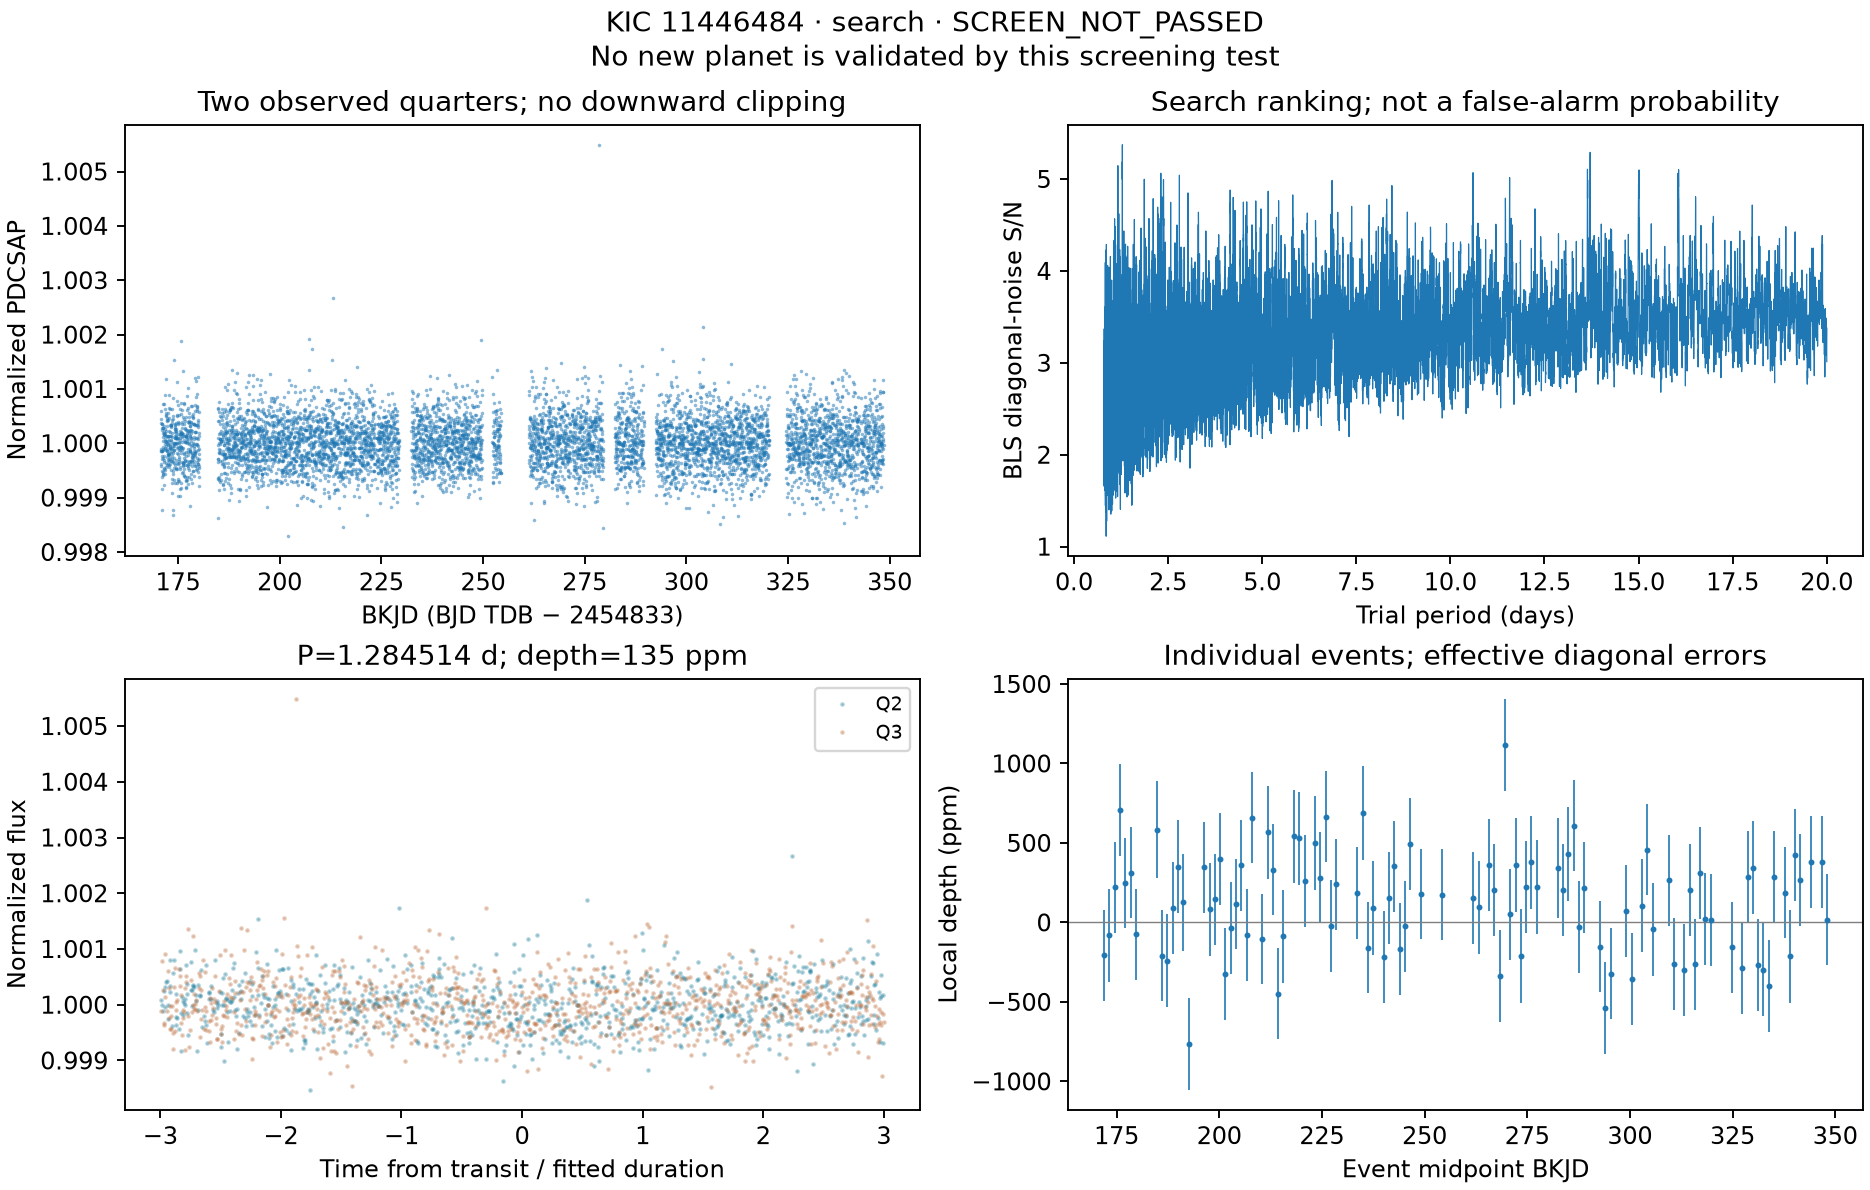 KIC 11446484 · search · SCREEN_NOT_PASSED
No new planet is validated by this screening test
Two observed quarters; no downward clipping
Normalized PDCSAP
1.005
1.004
1.003
1.002
1.001
1.000
0.999
0.998
175 200 225 250 275 300 325 350
BKJD (BJD TDB − 2454833)
Search ranking; not a false-alarm probability
BLS diagonal-noise S/N
5
4
3
2
1
0.0 2.5 5.0 7.5 10.0 12.5 15.0 17.5 20.0
Trial period (days)
P=1.284514 d; depth=135 ppm
Normalized flux
1.005
1.004
1.003
1.002
1.001
1.000
0.999
Q2
Q3
−3 −2 −1 0 1 2 3
Time from transit / fitted duration
Individual events; effective diagonal errors
Local depth (ppm)
1500
1000
500
0
−500
−1000
175 200 225 250 275 300 325 350
Event midpoint BKJD